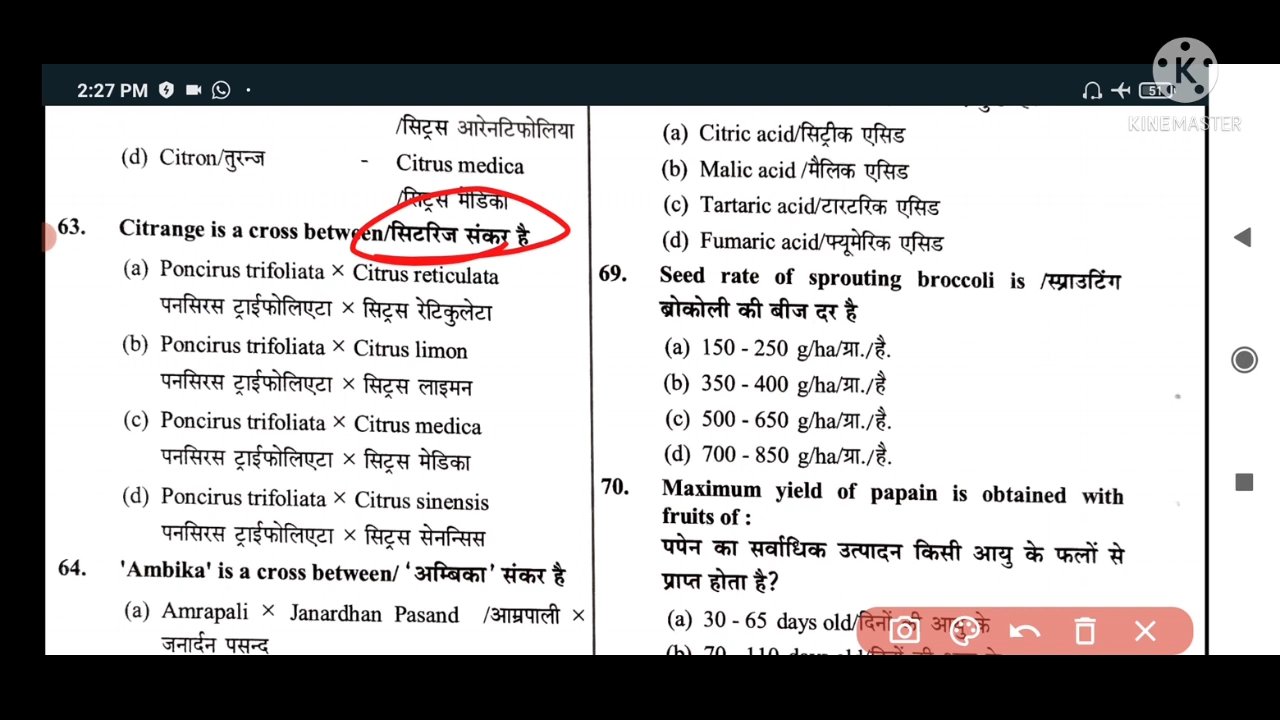 2:27 PM
51
K
KINEMASTER
/सिट्रस आरेनटिफोलिया
(d) Citron/तुरन्ज - Citrus medica
/सिट्रस मेडिका
63. Citrange is a cross between/सिटरिज संकर है
(a) Poncirus trifoliata × Citrus reticulata
पनसिरस ट्राईफोलिएटा × सिट्रस रेटिकुलेटा
(b) Poncirus trifoliata × Citrus limon
पनसिरस ट्राईफोलिएटा × सिट्रस लाइमन
(c) Poncirus trifoliata × Citrus medica
पनसिरस ट्राईफोलिएटा × सिट्रस मेडिका
(d) Poncirus trifoliata × Citrus sinensis
पनसिरस ट्राईफोलिएटा × सिट्रस सेनन्सिस
64. 'Ambika' is a cross between/ 'अम्बिका' संकर है
(a) Amrapali × Janardhan Pasand /आम्रपाली ×
जनार्दन पसन्द
(a) Citric acid/सिट्रीक एसिड
(b) Malic acid /मैलिक एसिड
(c) Tartaric acid/टारटरिक एसिड
(d) Fumaric acid/फ्यूमेरिक एसिड
69. Seed rate of sprouting broccoli is /स्प्राउटिंग
ब्रोकोली की बीज दर है
(a) 150 - 250 g/ha/ग्रा./है.
(b) 350 - 400 g/ha/ग्रा./है
(c) 500 - 650 g/ha/ग्रा./है.
(d) 700 - 850 g/ha/ग्रा./है.
70. Maximum yield of papain is obtained with
fruits of :
पपेन का सर्वाधिक उत्पादन किसी आयु के फलों से
प्राप्त होता है?
(a) 30 - 65 days old/दिनों की आयु के
(b) 70 - 110 days old